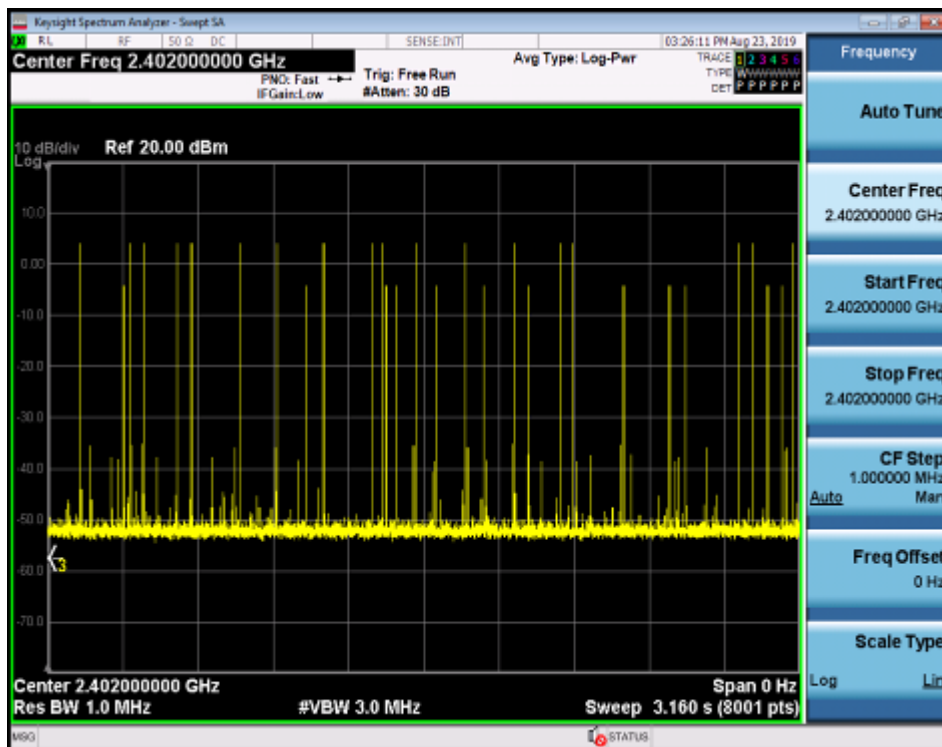 Keysight Spectrum Analyzer - Swept SA
RL RF 50 Ω DC SENSE:INT 03:26:11 PM Aug 23, 2019
Center Freq 2.402000000 GHz
PNO: Fast
IFGain:Low
Trig: Free Run
#Atten: 30 dB
Avg Type: Log-Pwr
TRACE 1 2 3 4 5 6
TYPE
DET P P P P P P
10 dB/div Ref 20.00 dBm
Log
10.0
0.00
-10.0
-20.0
-30.0
-40.0
-50.0
-60.0
-70.0
3
Center 2.402000000 GHz Span 0 Hz
Res BW 1.0 MHz #VBW 3.0 MHz Sweep 3.160 s (8001 pts)
MSG STATUS
Frequency
Auto Tune
Center Freq
2.402000000 GHz
Start Freq
2.402000000 GHz
Stop Freq
2.402000000 GHz
CF Step
1.000000 MHz
Auto Man
Freq Offset
0 Hz
Scale Type
Log Lin